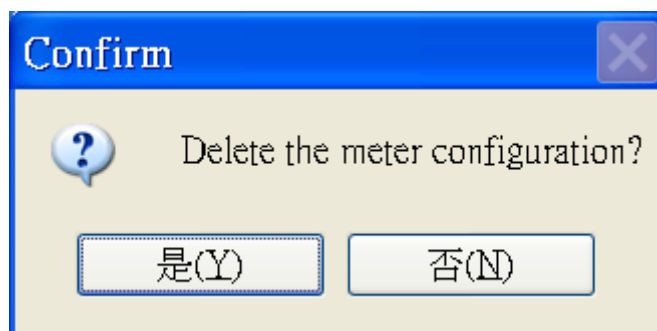 Confirm
Delete the meter configuration?
是(Y) 否(N)